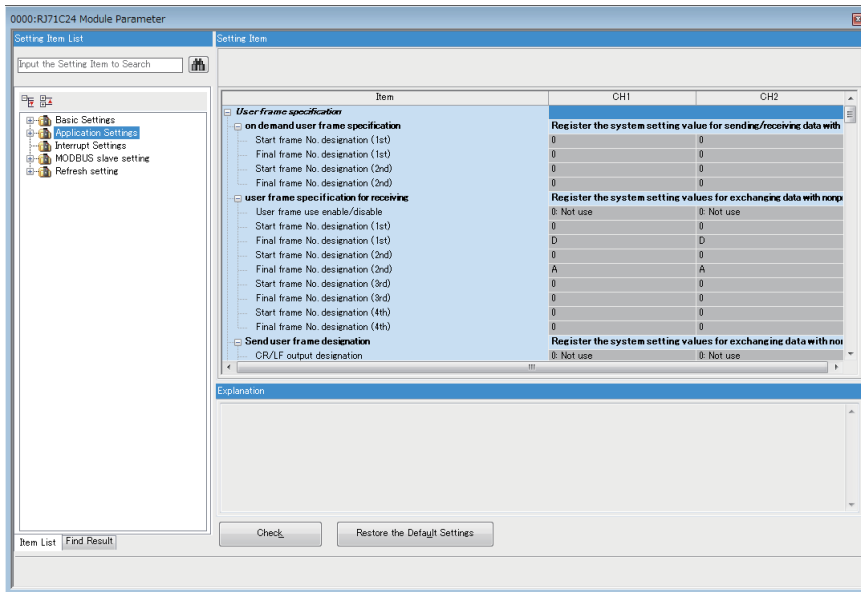 0000:RJ71C24 Module Parameter
Setting Item List
Setting Item
Input the Setting Item to Search
Basic Settings
Application Settings
Interrupt Settings
MODBUS slave setting
Refresh setting
Item CH1 CH2
User frame specification
on demand user frame specification Register the system setting value for sending/receiving data with
Start frame No. designation (1st) 0 0
Final frame No. designation (1st) 0 0
Start frame No. designation (2nd) 0 0
Final frame No. designation (2nd) 0 0
user frame specification for receiving Register the system setting values for exchanging data with nonp
User frame use enable/disable 0: Not use 0: Not use
Start frame No. designation (1st) 0 0
Final frame No. designation (1st) D D
Start frame No. designation (2nd) 0 0
Final frame No. designation (2nd) A A
Start frame No. designation (3rd) 0 0
Final frame No. designation (3rd) 0 0
Start frame No. designation (4th) 0 0
Final frame No. designation (4th) 0 0
Send user frame designation Register the system setting values for exchanging data with non
CR/LF output designation 0: Not use 0: Not use
Explanation
Check
Restore the Default Settings
Item List
Find Result